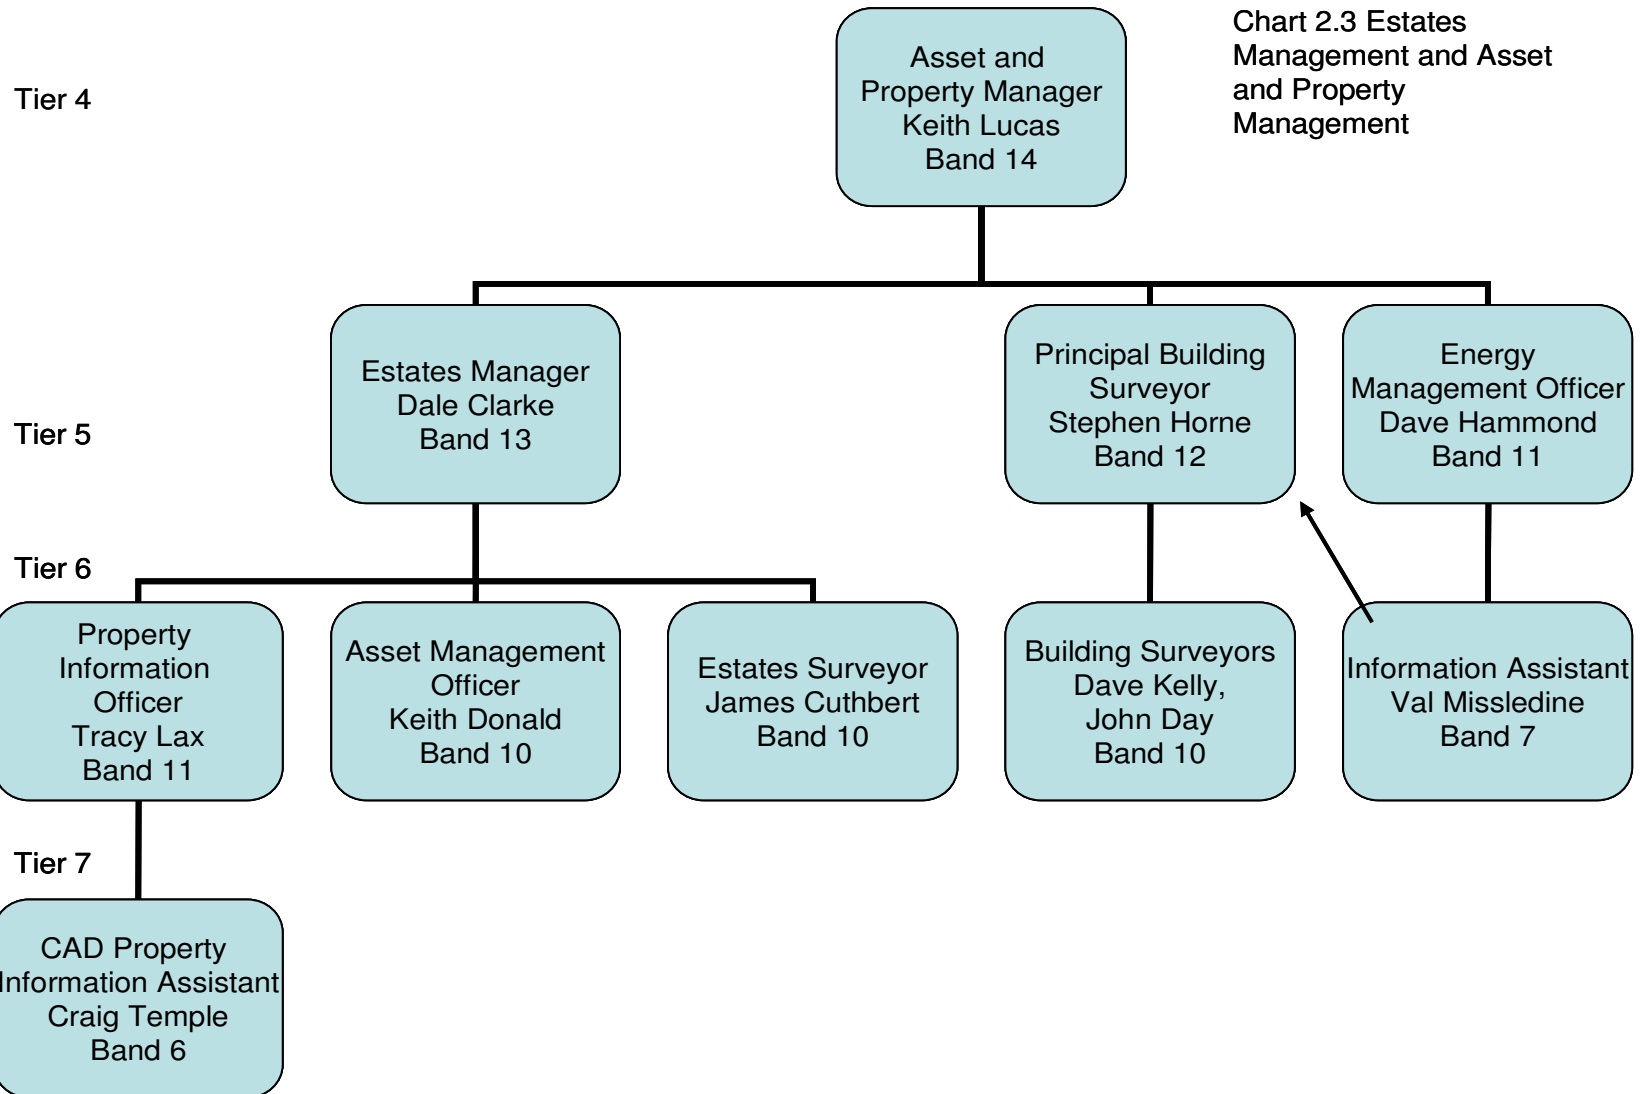 Chart 2.3 Estates
Management and Asset
and Property
Management
Tier 4
Asset and
Property Manager
Keith Lucas
Band 14
Tier 5
Estates Manager
Dale Clarke
Band 13
Principal Building
Surveyor
Stephen Horne
Band 12
Energy
Management Officer
Dave Hammond
Band 11
Tier 6
Property
Information
Officer
Tracy Lax
Band 11
Asset Management
Officer
Keith Donald
Band 10
Estates Surveyor
James Cuthbert
Band 10
Building Surveyors
Dave Kelly,
John Day
Band 10
Information Assistant
Val Missledine
Band 7
Tier 7
CAD Property
Information Assistant
Craig Temple
Band 6